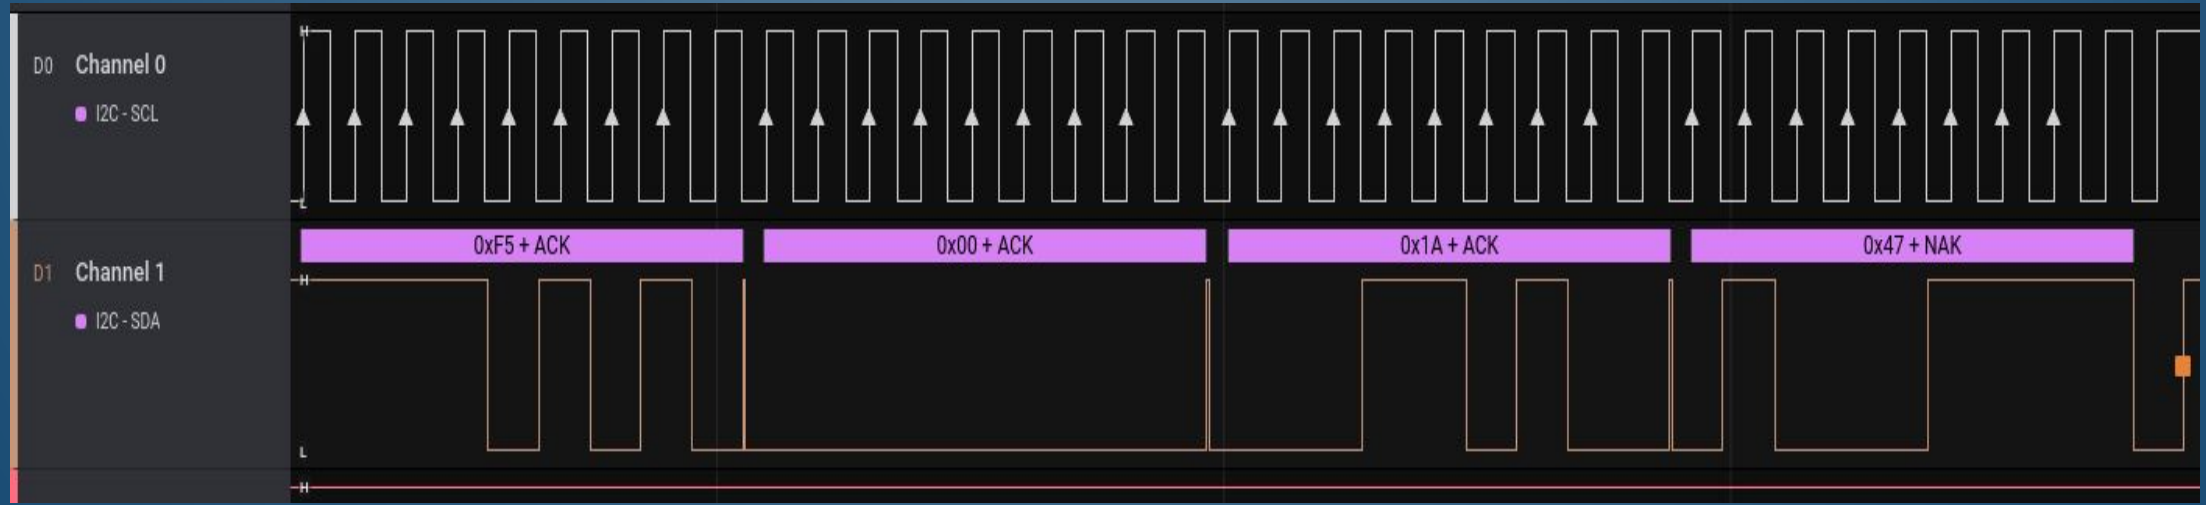 H
D0 Channel 0
I2C - SCL
L
0xF5 + ACK 0x00 + ACK 0x1A + ACK 0x47 + NAK
D1 Channel 1
H
I2C - SDA
L
H